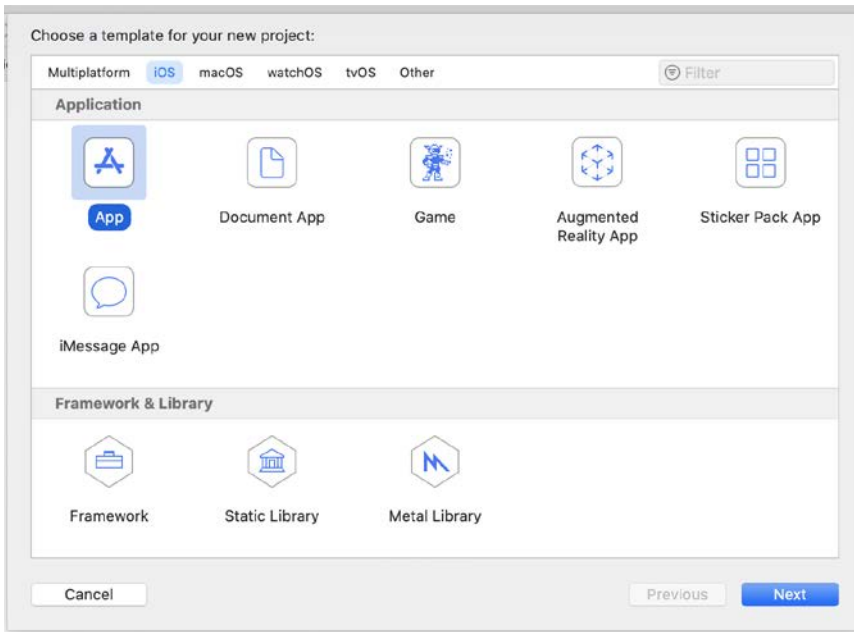 Choose a template for your new project:
Multiplatform iOS macOS watchOS tvOS Other Filter
Application
App Document App Game Augmented Reality App Sticker Pack App
iMessage App
Framework & Library
Framework Static Library Metal Library
Cancel Previous Next